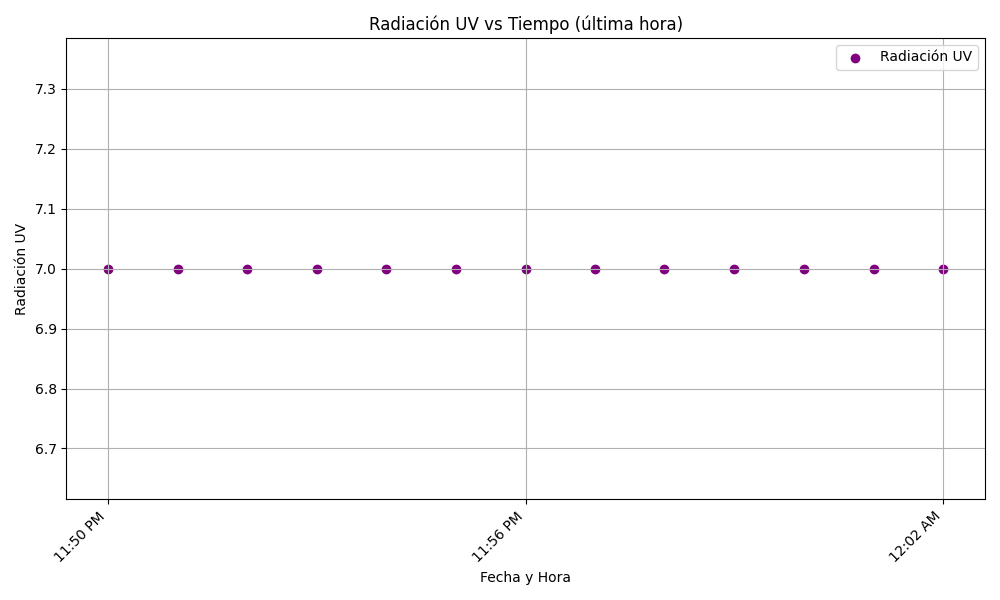 Radiación UV vs Tiempo (última hora)
Radiación UV
7.3
7.2
7.1
7.0
6.9
6.8
6.7
Radiación UV
11:50 PM
11:56 PM
12:02 AM
Fecha y Hora